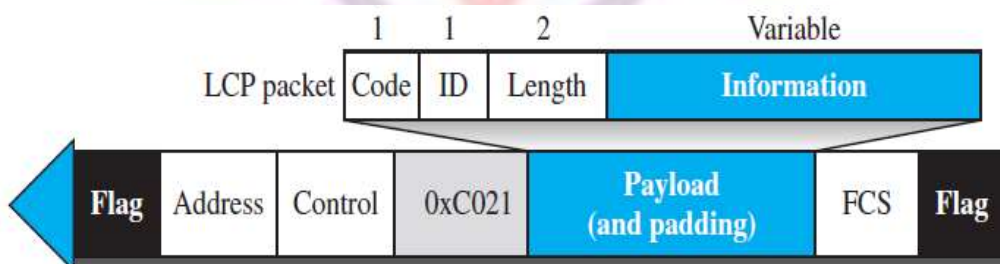 1 1 2 Variable
LCP packet Code ID Length Information
Flag Address Control 0xC021 Payload (and padding) FCS Flag